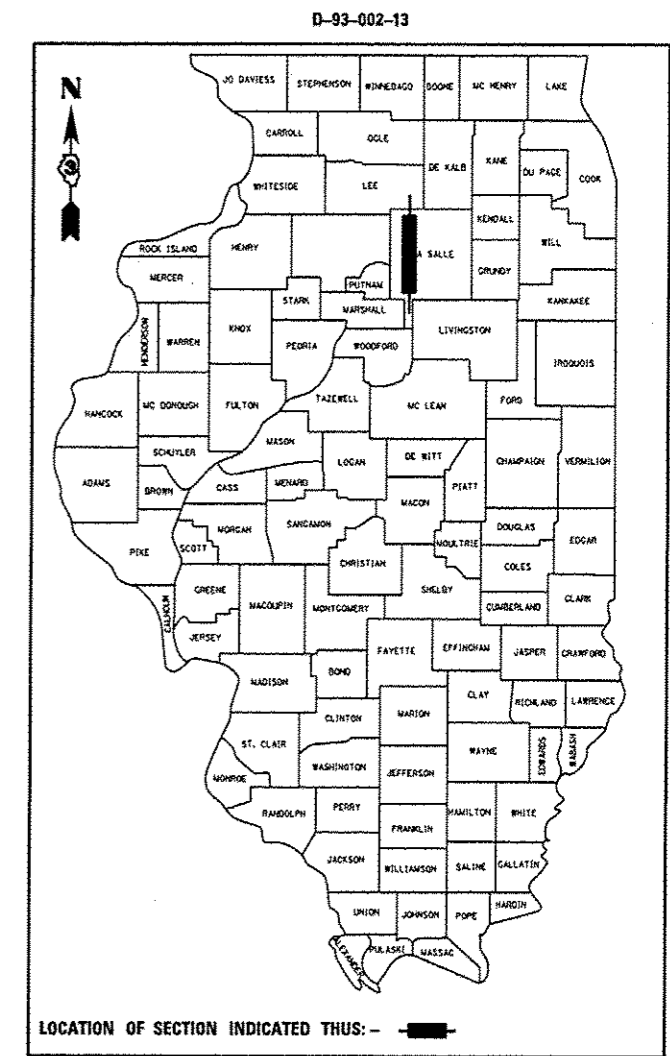 D-93-002-13
N
JO DAVIESS STEPHENSON WINNEBAGO BOONE MC HENRY LAKE
CARROLL OGLE
DE KALB KANE DU PAGE COOK
WHITESIDE LEE
KENDALL WILL
ROCK ISLAND HENRY A SALLE GRUNDY
MERCER PUTNAM
STARK MARSHALL KANKAKEE
HENDERSON WARREN KNOX PEORIA WOODFORD LIVINGSTON
IROQUOIS
HANCOCK MC DONOUGH FULTON TAZEWELL MC LEAN FORD
MASON
SCHUYLER LOGAN DE WITT CHAMPAIGN VERMILION
ADAMS BROWN CASS MENARD PIATT
MACON
MORGAN SANGAMON DOUGLAS
PIKE SCOTT CHRISTIAN MOULTRIE COLES EDGAR
GREENE SHELBY
CALHOUN MACOUPIN MONTGOMERY CUMBERLAND CLARK
JERSEY
FAYETTE EFFINGHAM JASPER CRAWFORD
MADISON BOND
CLAY RICHLAND LAWRENCE
CLINTON MARION
ST. CLAIR WAYNE EDWARDS WABASH
WASHINGTON JEFFERSON
MONROE
RANDOLPH PERRY HAMILTON WHITE
FRANKLIN
JACKSON WILLIAMSON SALINE GALLATIN
HARDIN
UNION JOHNSON POPE
ALEXANDER PULASKI MASSAC
LOCATION OF SECTION INDICATED THUS: -